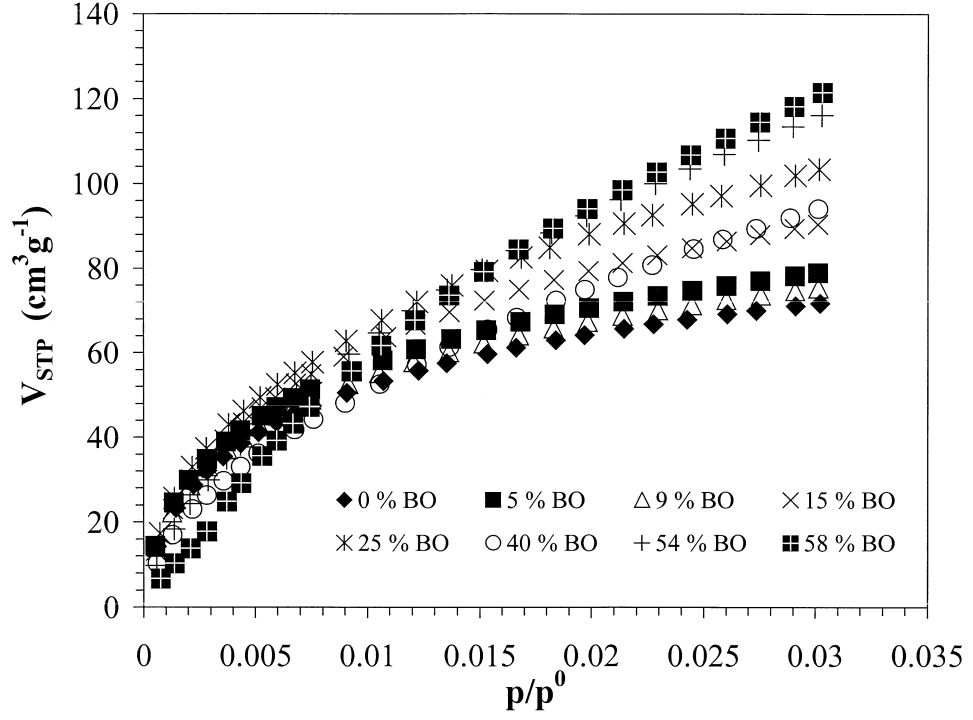 140
120
100
80
60
40
20
0
V_STP (cm³g⁻¹)
0 % BO 5 % BO 9 % BO 15 % BO
25 % BO 40 % BO 54 % BO 58 % BO
0 0.005 0.01 0.015 0.02 0.025 0.03 0.035
p/p⁰